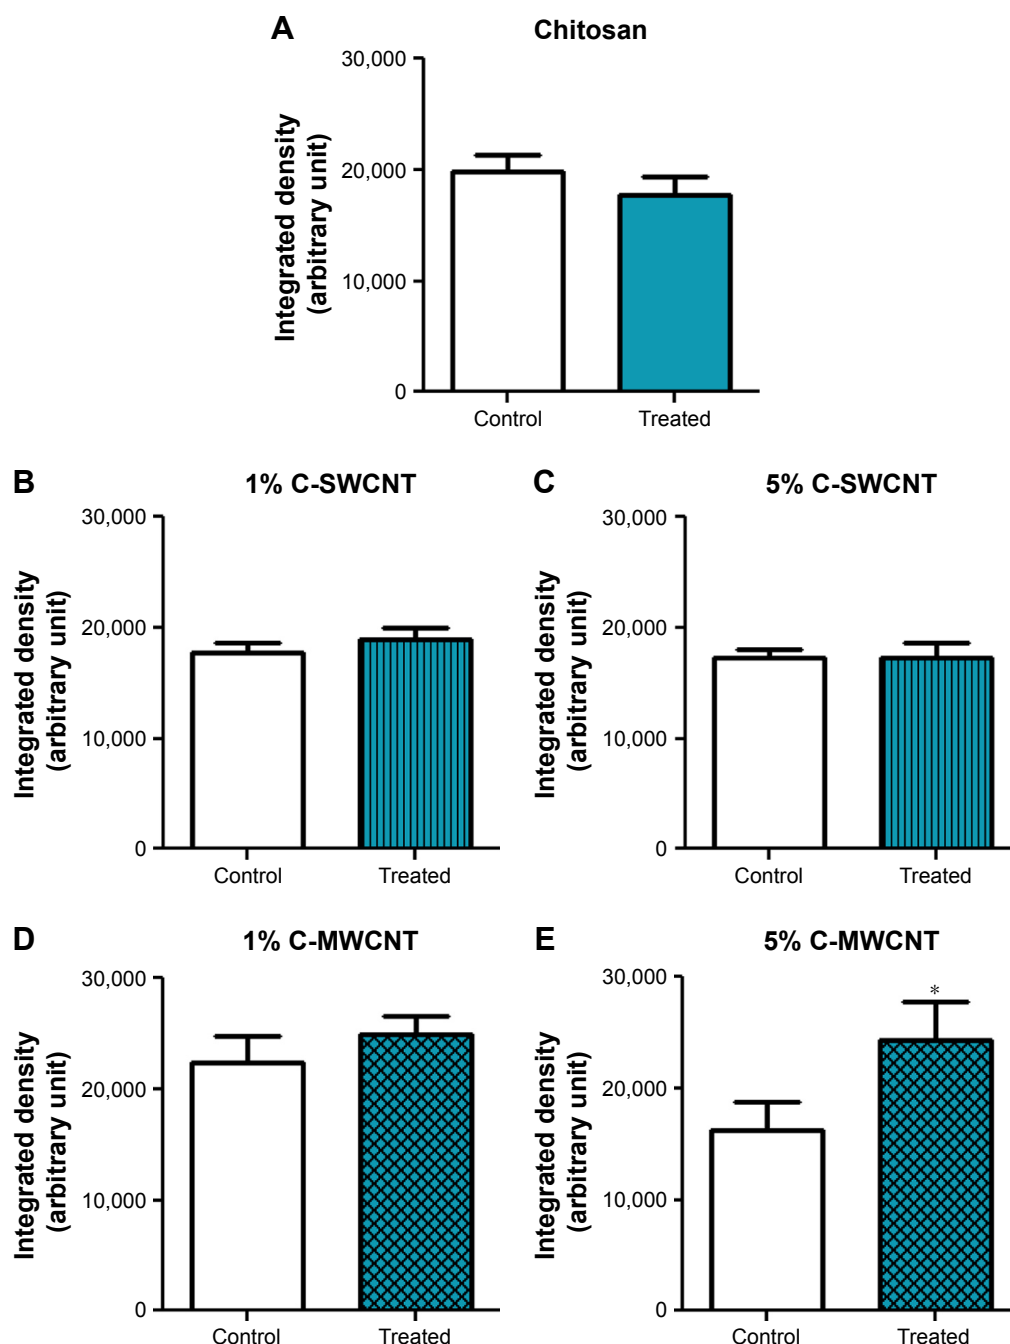 A
Chitosan
Integrated density
(arbitrary unit)
30,000
20,000
10,000
0
Control
Treated
B
1% C-SWCNT
Integrated density
(arbitrary unit)
30,000
20,000
10,000
0
Control
Treated
C
5% C-SWCNT
Integrated density
(arbitrary unit)
30,000
20,000
10,000
0
Control
Treated
D
1% C-MWCNT
Integrated density
(arbitrary unit)
30,000
20,000
10,000
0
Control
Treated
E
5% C-MWCNT
Integrated density
(arbitrary unit)
30,000
20,000
10,000
0
*
Control
Treated